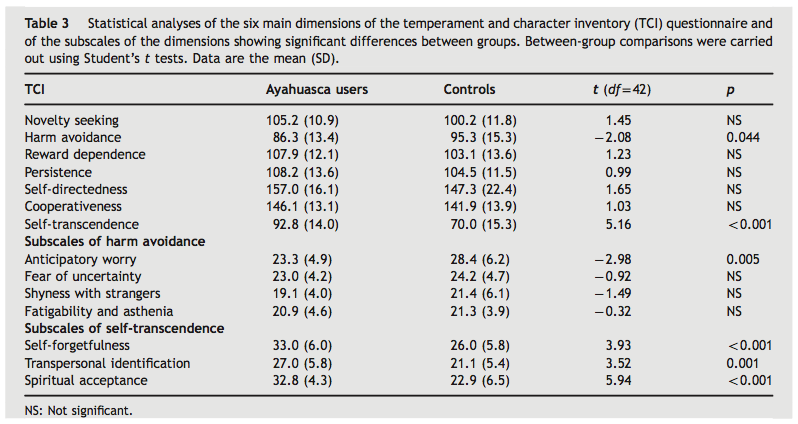 Table 3 Statistical analyses of the six main dimensions of the temperament and character inventory (TCI) questionnaire and
of the subscales of the dimensions showing significant differences between groups. Between-group comparisons were carried
out using Student's t tests. Data are the mean (SD).
TCI Ayahuasca users Controls t (df=42) p
Novelty seeking 105.2 (10.9) 100.2 (11.8) 1.45 NS
Harm avoidance 86.3 (13.4) 95.3 (15.3) −2.08 0.044
Reward dependence 107.9 (12.1) 103.1 (13.6) 1.23 NS
Persistence 108.2 (13.6) 104.5 (11.5) 0.99 NS
Self-directedness 157.0 (16.1) 147.3 (22.4) 1.65 NS
Cooperativeness 146.1 (13.1) 141.9 (13.9) 1.03 NS
Self-transcendence 92.8 (14.0) 70.0 (15.3) 5.16 <0.001
Subscales of harm avoidance
Anticipatory worry 23.3 (4.9) 28.4 (6.2) −2.98 0.005
Fear of uncertainty 23.0 (4.2) 24.2 (4.7) −0.92 NS
Shyness with strangers 19.1 (4.0) 21.4 (6.1) −1.49 NS
Fatigability and asthenia 20.9 (4.6) 21.3 (3.9) −0.32 NS
Subscales of self-transcendence
Self-forgetfulness 33.0 (6.0) 26.0 (5.8) 3.93 <0.001
Transpersonal identification 27.0 (5.8) 21.1 (5.4) 3.52 0.001
Spiritual acceptance 32.8 (4.3) 22.9 (6.5) 5.94 <0.001
NS: Not significant.